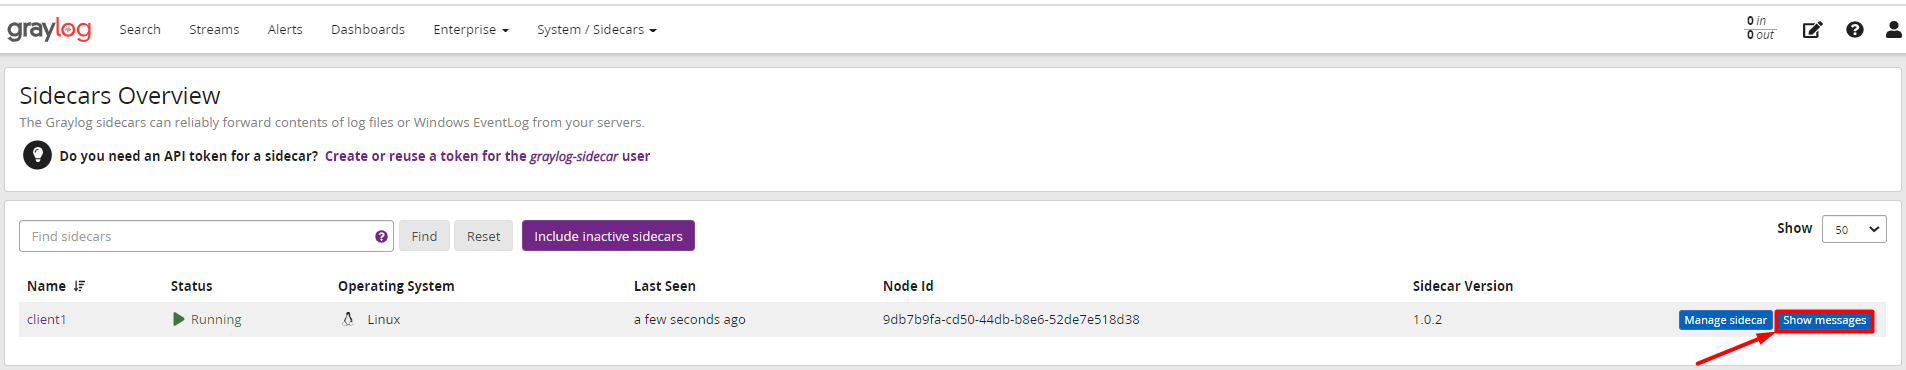 graylog Search Streams Alerts Dashboards Enterprise System / Sidecars 0 in
0 out
Sidecars Overview
The Graylog sidecars can reliably forward contents of log files or Windows EventLog from your servers.
Do you need an API token for a sidecar? Create or reuse a token for the graylog-sidecar user
Find sidecars Find Reset Include inactive sidecars Show 50
Name Status Operating System Last Seen Node Id Sidecar Version
client1 Running Linux a few seconds ago 9db7b9fa-cd50-44db-b8e6-52de7e518d38 1.0.2 Manage sidecar Show messages